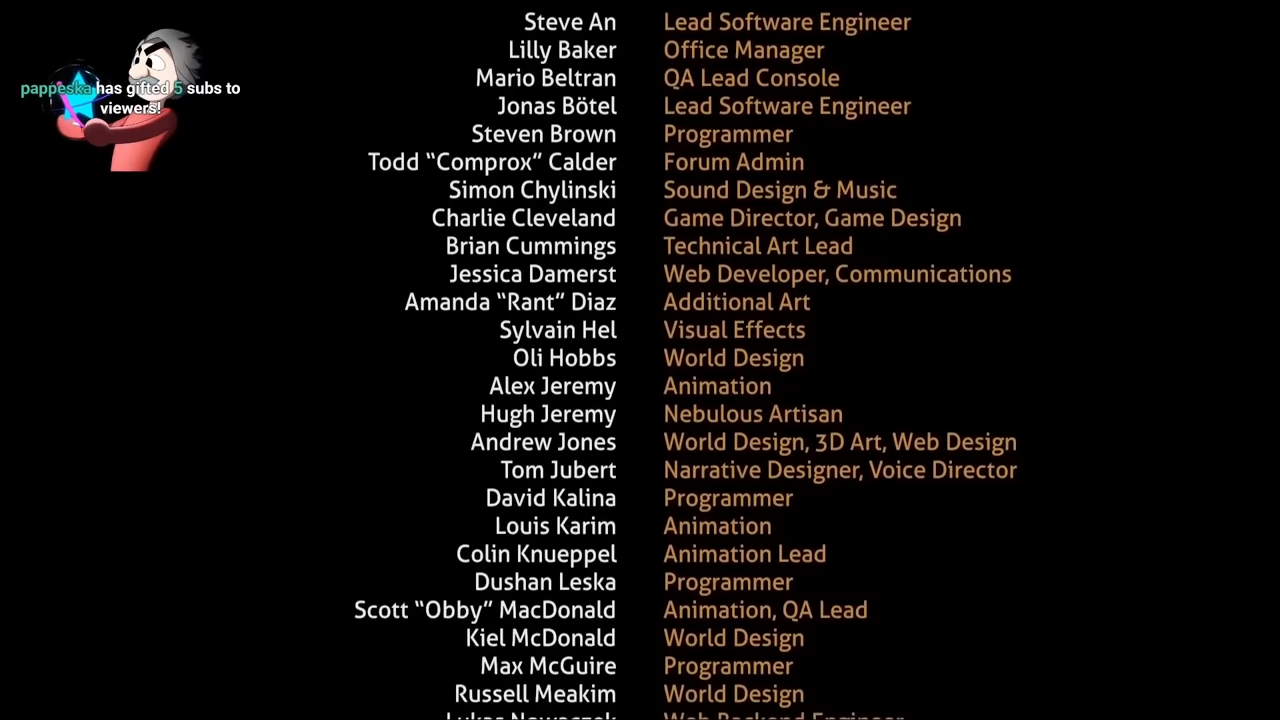 pappeska has gifted 5 subs to
viewers!
Steve An Lead Software Engineer
Lilly Baker Office Manager
Mario Beltran QA Lead Console
Jonas Bötel Lead Software Engineer
Steven Brown Programmer
Todd “Comprox” Calder Forum Admin
Simon Chylinski Sound Design & Music
Charlie Cleveland Game Director, Game Design
Brian Cummings Technical Art Lead
Jessica Damerst Web Developer, Communications
Amanda “Rant” Diaz Additional Art
Sylvain Hel Visual Effects
Oli Hobbs World Design
Alex Jeremy Animation
Hugh Jeremy Nebulous Artisan
Andrew Jones World Design, 3D Art, Web Design
Tom Jubert Narrative Designer, Voice Director
David Kalina Programmer
Louis Karim Animation
Colin Knueppel Animation Lead
Dushan Leska Programmer
Scott “Obby” MacDonald Animation, QA Lead
Kiel McDonald World Design
Max McGuire Programmer
Russell Meakim World Design
Lukas Nowaczek Web Backend Engineer